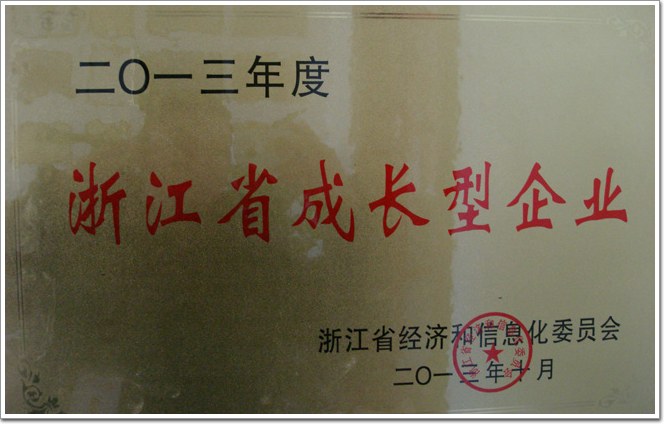 二〇一三年度
浙江省成长型企业
浙江省经济和信息化委员会
二〇一三年十月